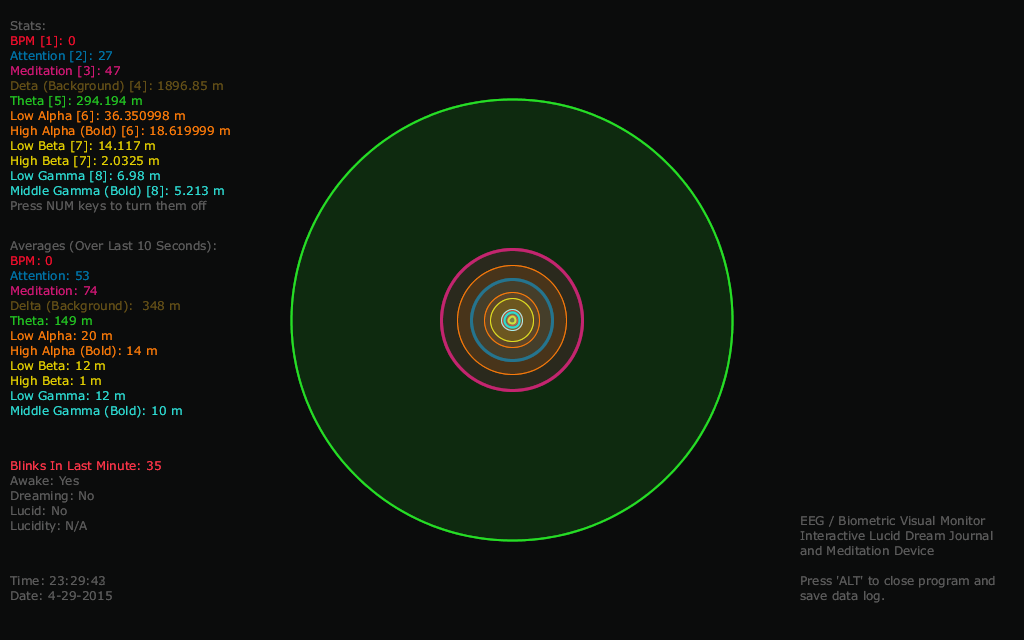 Stats:
BPM [1]: 0
Attention [2]: 27
Meditation [3]: 47
Deta (Background) [4]: 1896.85 m
Theta [5]: 294.194 m
Low Alpha [6]: 36.350998 m
High Alpha (Bold) [6]: 18.619999 m
Low Beta [7]: 14.117 m
High Beta [7]: 2.0325 m
Low Gamma [8]: 6.98 m
Middle Gamma (Bold) [8]: 5.213 m
Press NUM keys to turn them off
Averages (Over Last 10 Seconds):
BPM: 0
Attention: 53
Meditation: 74
Delta (Background):  348 m
Theta: 149 m
Low Alpha: 20 m
High Alpha (Bold): 14 m
Low Beta: 12 m
High Beta: 1 m
Low Gamma: 12 m
Middle Gamma (Bold): 10 m
Blinks In Last Minute: 35
Awake: Yes
Dreaming: No
Lucid: No
Lucidity: N/A
Time: 23:29:43
Date: 4-29-2015
EEG / Biometric Visual Monitor
Interactive Lucid Dream Journal
and Meditation Device
Press 'ALT' to close program and
save data log.